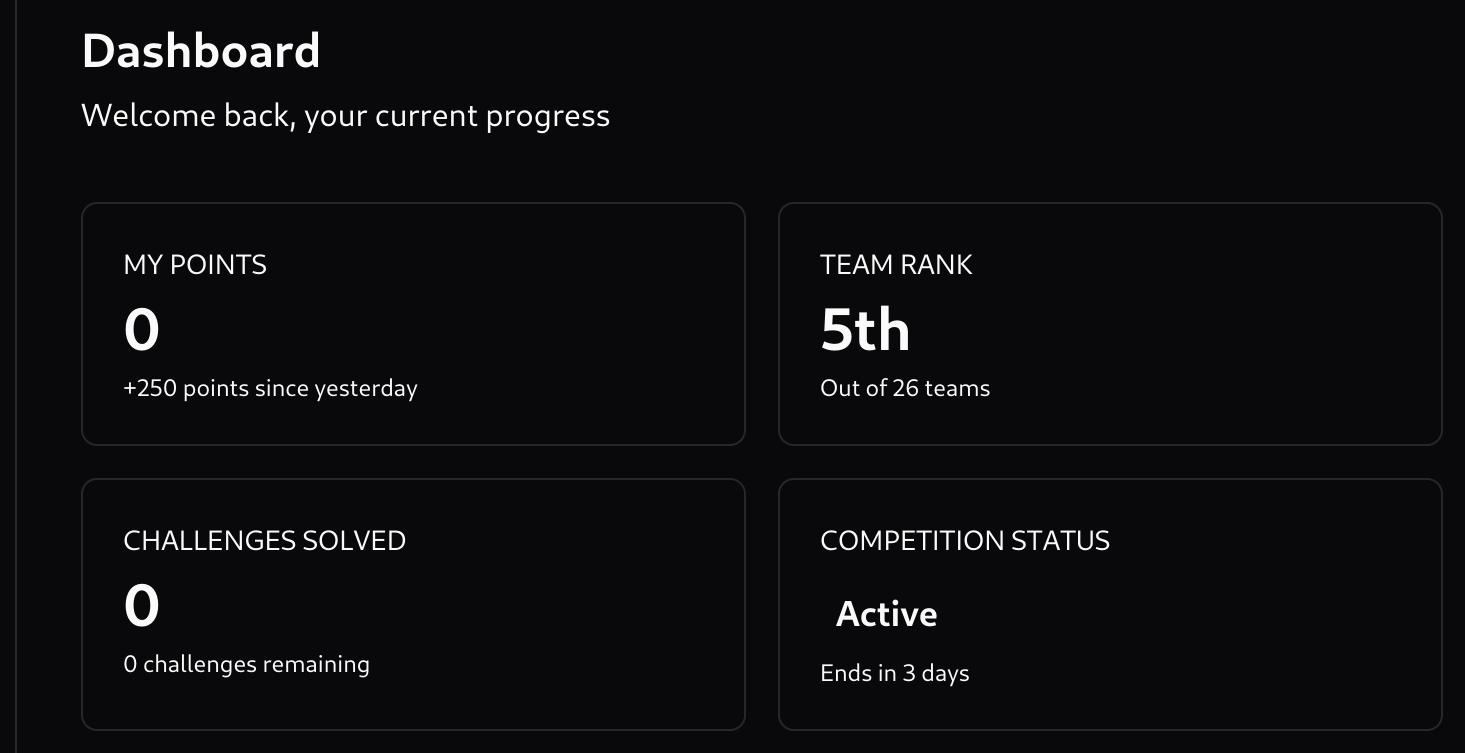 Dashboard
Welcome back, your current progress
MY POINTS
0
+250 points since yesterday
TEAM RANK
5th
Out of 26 teams
CHALLENGES SOLVED
0
0 challenges remaining
COMPETITION STATUS
Active
Ends in 3 days